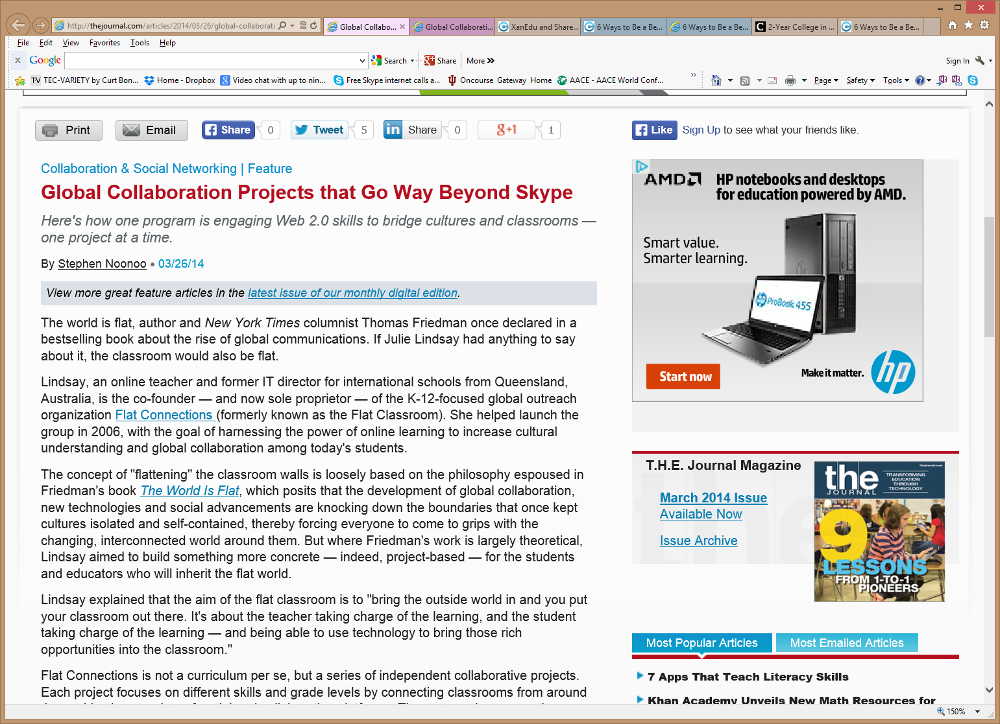 http://thejournal.com/articles/2014/03/26/global-collaborati
Global Collabo...
Global Collaborati...
XanEdu and Share...
6 Ways to Be a Be...
6 Ways to Be a Be...
2-Year College in ...
6 Ways to Be a Be...
File Edit View Favorites Tools Help
x Google Search Share More »
Sign In
TEC-VARIETY by Curt Bon...
Home - Dropbox
Video chat with up to nin...
Free Skype internet calls a...
Oncourse Gateway Home
AACE - AACE World Conf...
Page Safety Tools
Print
Email
Share 0
Tweet 5
in Share 0
g+1 1
Like Sign Up to see what your friends like.
Collaboration & Social Networking | Feature
Global Collaboration Projects that Go Way Beyond Skype
Here's how one program is engaging Web 2.0 skills to bridge cultures and classrooms —
one project at a time.
By Stephen Noonoo • 03/26/14
View more great feature articles in the latest issue of our monthly digital edition.
The world is flat, author and New York Times columnist Thomas Friedman once declared in a
bestselling book about the rise of global communications. If Julie Lindsay had anything to say
about it, the classroom would also be flat.
Lindsay, an online teacher and former IT director for international schools from Queensland,
Australia, is the co-founder — and now sole proprietor — of the K-12-focused global outreach
organization Flat Connections (formerly known as the Flat Classroom). She helped launch the
group in 2006, with the goal of harnessing the power of online learning to increase cultural
understanding and global collaboration among today's students.
The concept of "flattening" the classroom walls is loosely based on the philosophy espoused in
Friedman's book The World Is Flat, which posits that the development of global collaboration,
new technologies and social advancements are knocking down the boundaries that once kept
cultures isolated and self-contained, thereby forcing everyone to come to grips with the
changing, interconnected world around them. But where Friedman's work is largely theoretical,
Lindsay aimed to build something more concrete — indeed, project-based — for the students
and educators who will inherit the flat world.
Lindsay explained that the aim of the flat classroom is to "bring the outside world in and you put
your classroom out there. It's about the teacher taking charge of the learning, and the student
taking charge of the learning — and being able to use technology to bring those rich
opportunities into the classroom."
Flat Connections is not a curriculum per se, but a series of independent collaborative projects.
Each project focuses on different skills and grade levels by connecting classrooms from around
AMD
HP notebooks and desktops
for education powered by AMD.
Smart value.
Smarter learning.
hp ProBook 455
Start now
Make it matter.
hp
T.H.E. Journal Magazine
March 2014 Issue
Available Now
Issue Archive
thejournal.com
the
JOURNAL
TRANSFORMING
EDUCATION
THROUGH
TECHNOLOGY
9
LESSONS
FROM 1-TO-1
PIONEERS
Most Popular Articles
Most Emailed Articles
7 Apps That Teach Literacy Skills
Khan Academy Unveils New Math Resources for
150%